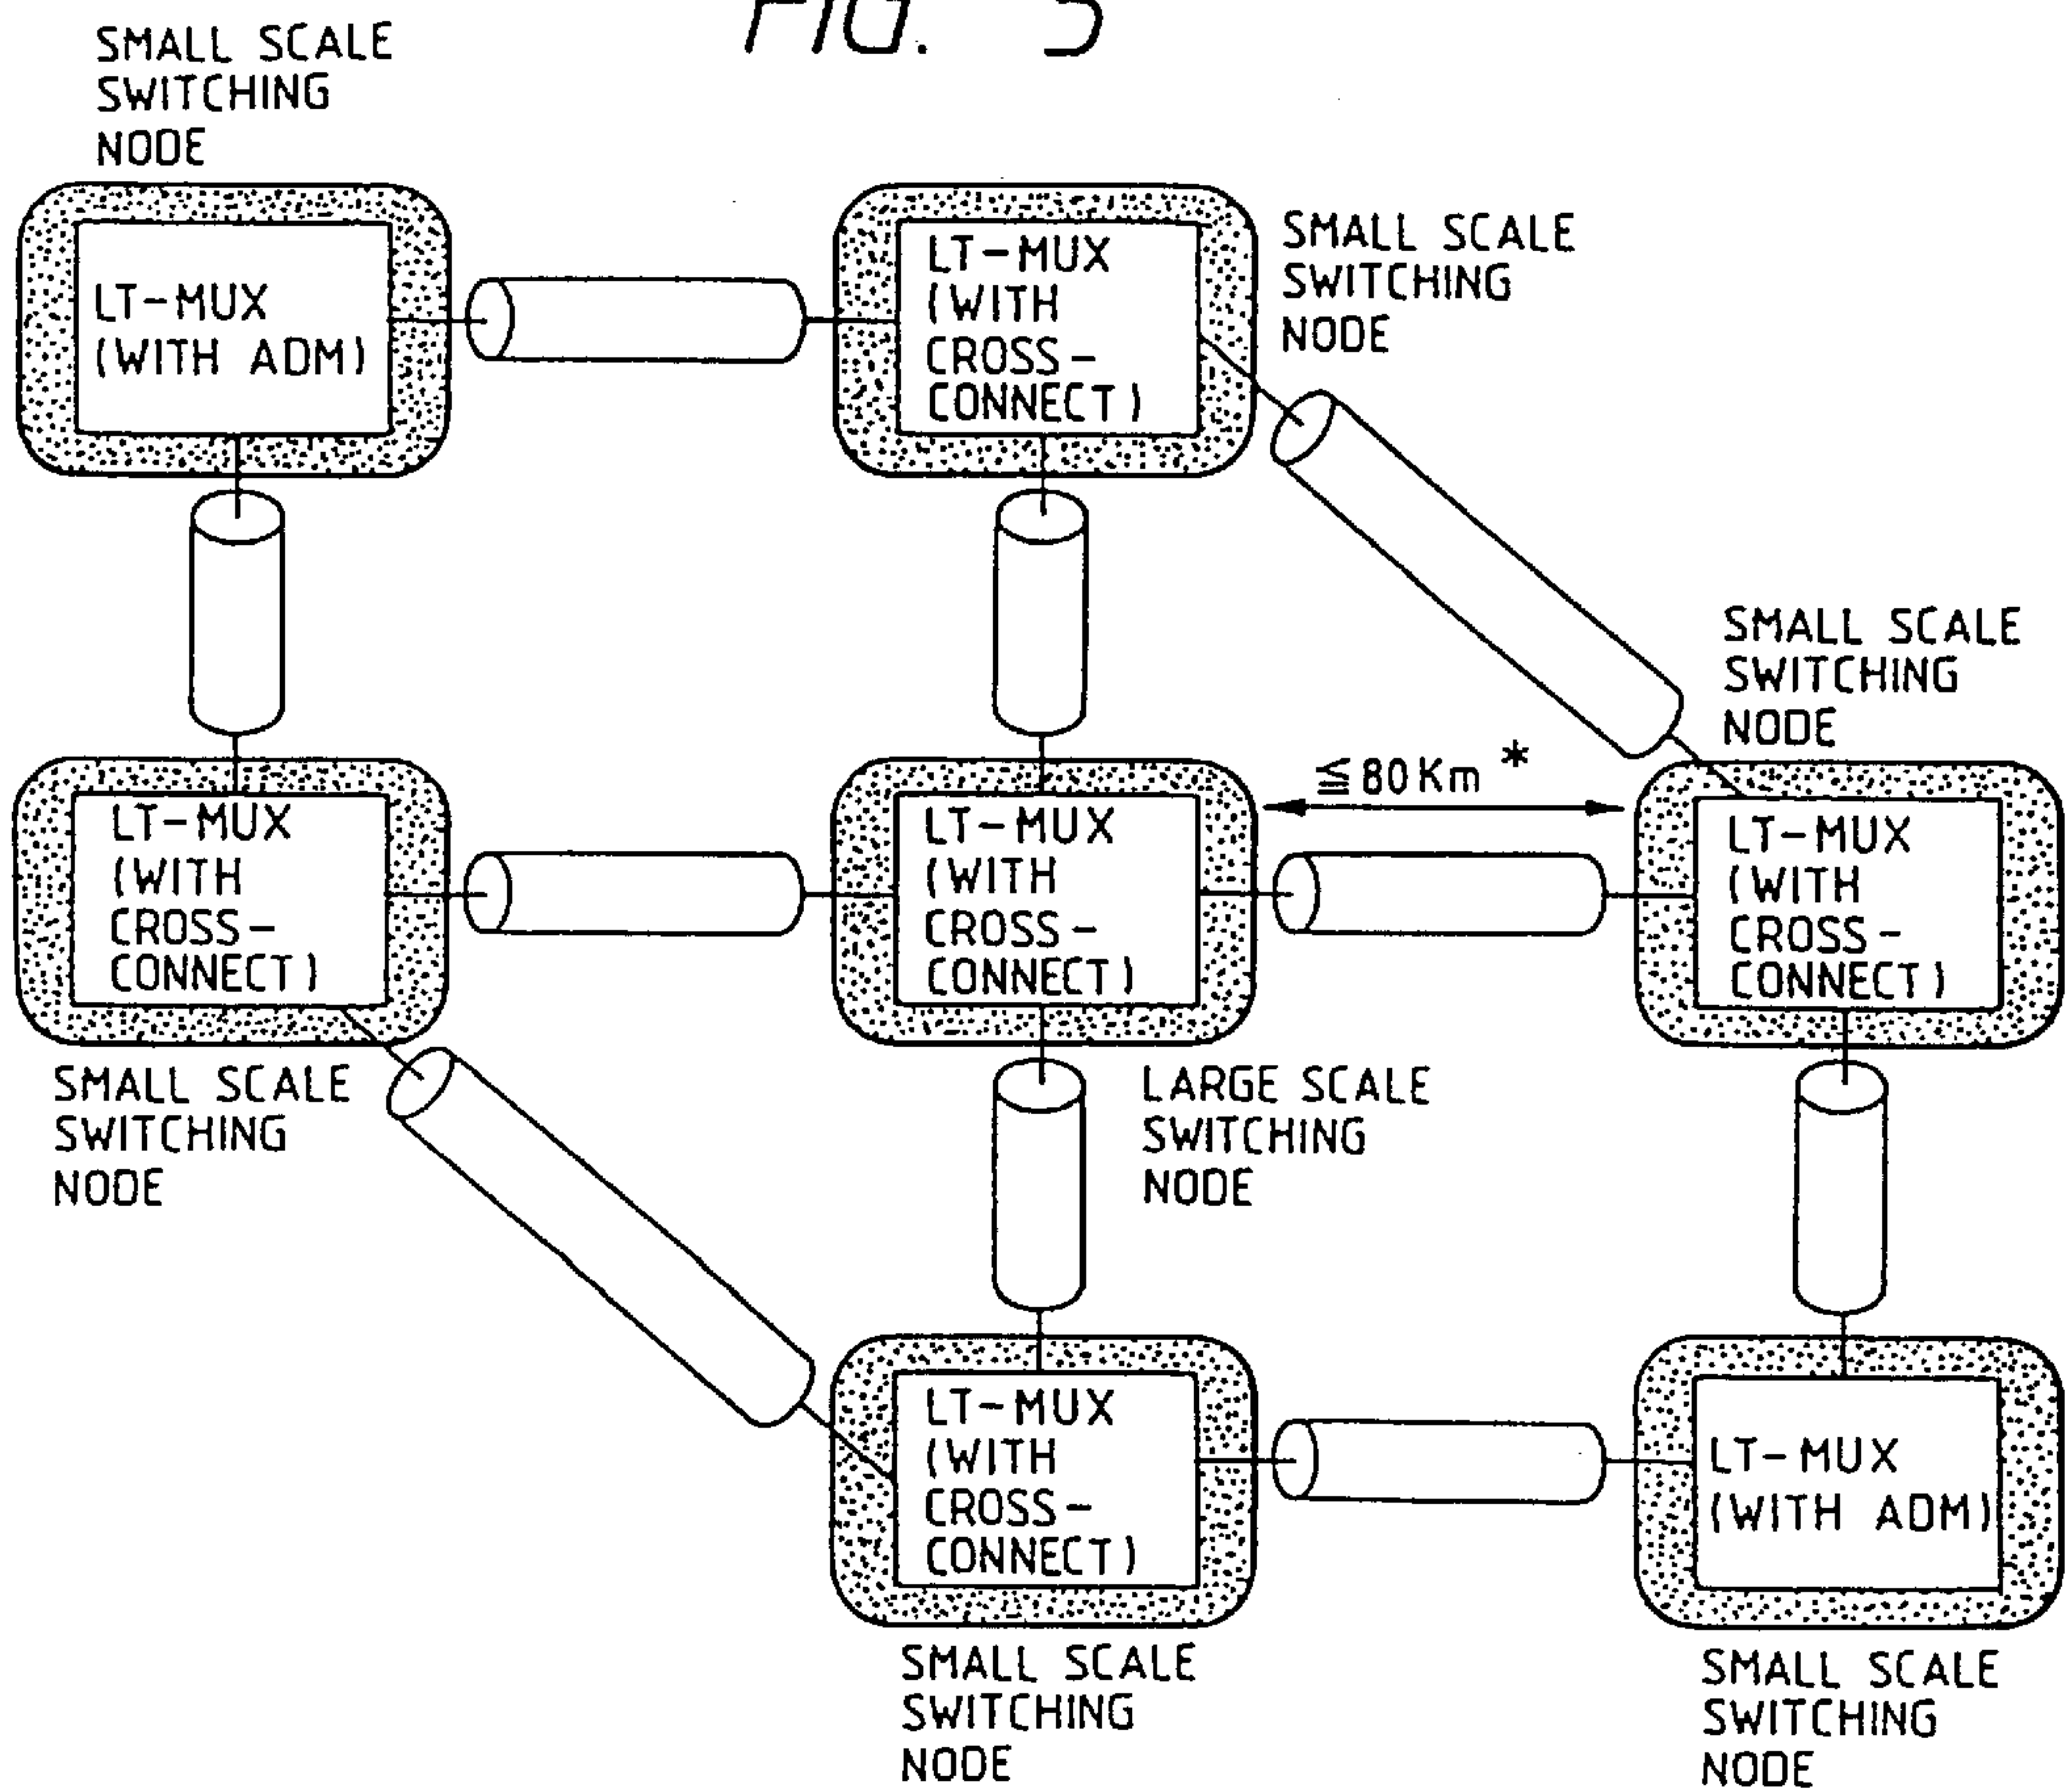 FIG. 3
SMALL SCALE
SWITCHING
NODE
LT-MUX
(WITH ADM)
LT-MUX
(WITH
CROSS-
CONNECT)
SMALL SCALE
SWITCHING
NODE
SMALL SCALE
SWITCHING
NODE
LT-MUX
(WITH
CROSS-
CONNECT)
SMALL SCALE
SWITCHING
NODE
LT-MUX
(WITH
CROSS-
CONNECT)
LARGE SCALE
SWITCHING
NODE
≦80Km *
LT-MUX
(WITH
CROSS-
CONNECT)
LT-MUX
(WITH
CROSS-
CONNECT)
SMALL SCALE
SWITCHING
NODE
LT-MUX
(WITH ADM)
SMALL SCALE
SWITCHING
NODE